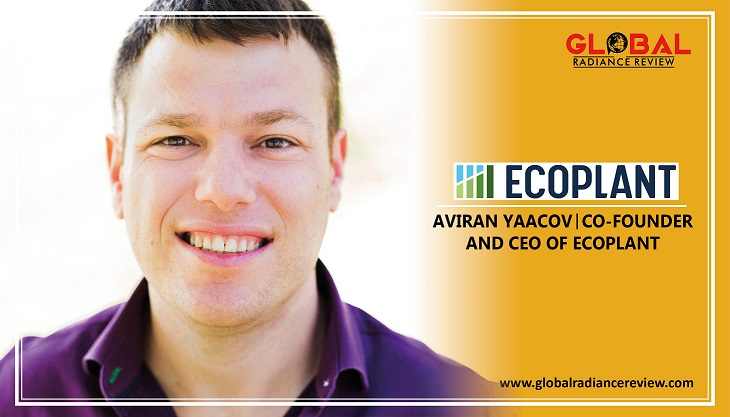 GLOBAL
RADIANCE REVIEW
ECOPLANT
AVIRAN YAACOV|CO-FOUNDER
AND CEO OF ECOPLANT
www.globalradiancereview.com